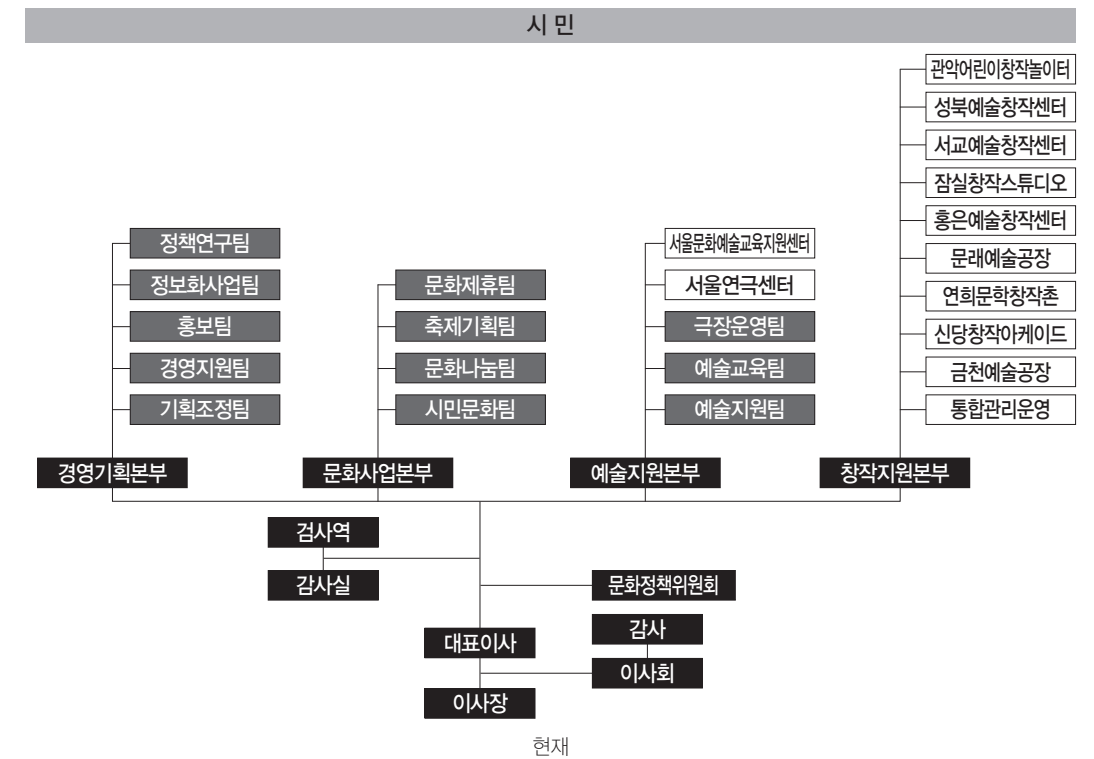 시 민
관악어린이창작놀이터
성북예술창작센터
서교예술창작센터
잠실창작스튜디오
홍은예술창작센터
문래예술공장
연희문학창작촌
신당창작아케이드
금천예술공장
통합관리운영
정책연구팀
정보화사업팀
홍보팀
경영지원팀
기획조정팀
문화제휴팀
축제기획팀
문화나눔팀
시민문화팀
서울문화예술교육지원센터
서울연극센터
극장운영팀
예술교육팀
예술지원팀
경영기획본부
문화사업본부
예술지원본부
창작지원본부
검사역
감사실
문화정책위원회
대표이사
감사
이사회
이사장
현재